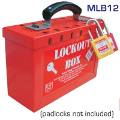 MLB12
LOCKOUT
BOX
(padlocks not included)